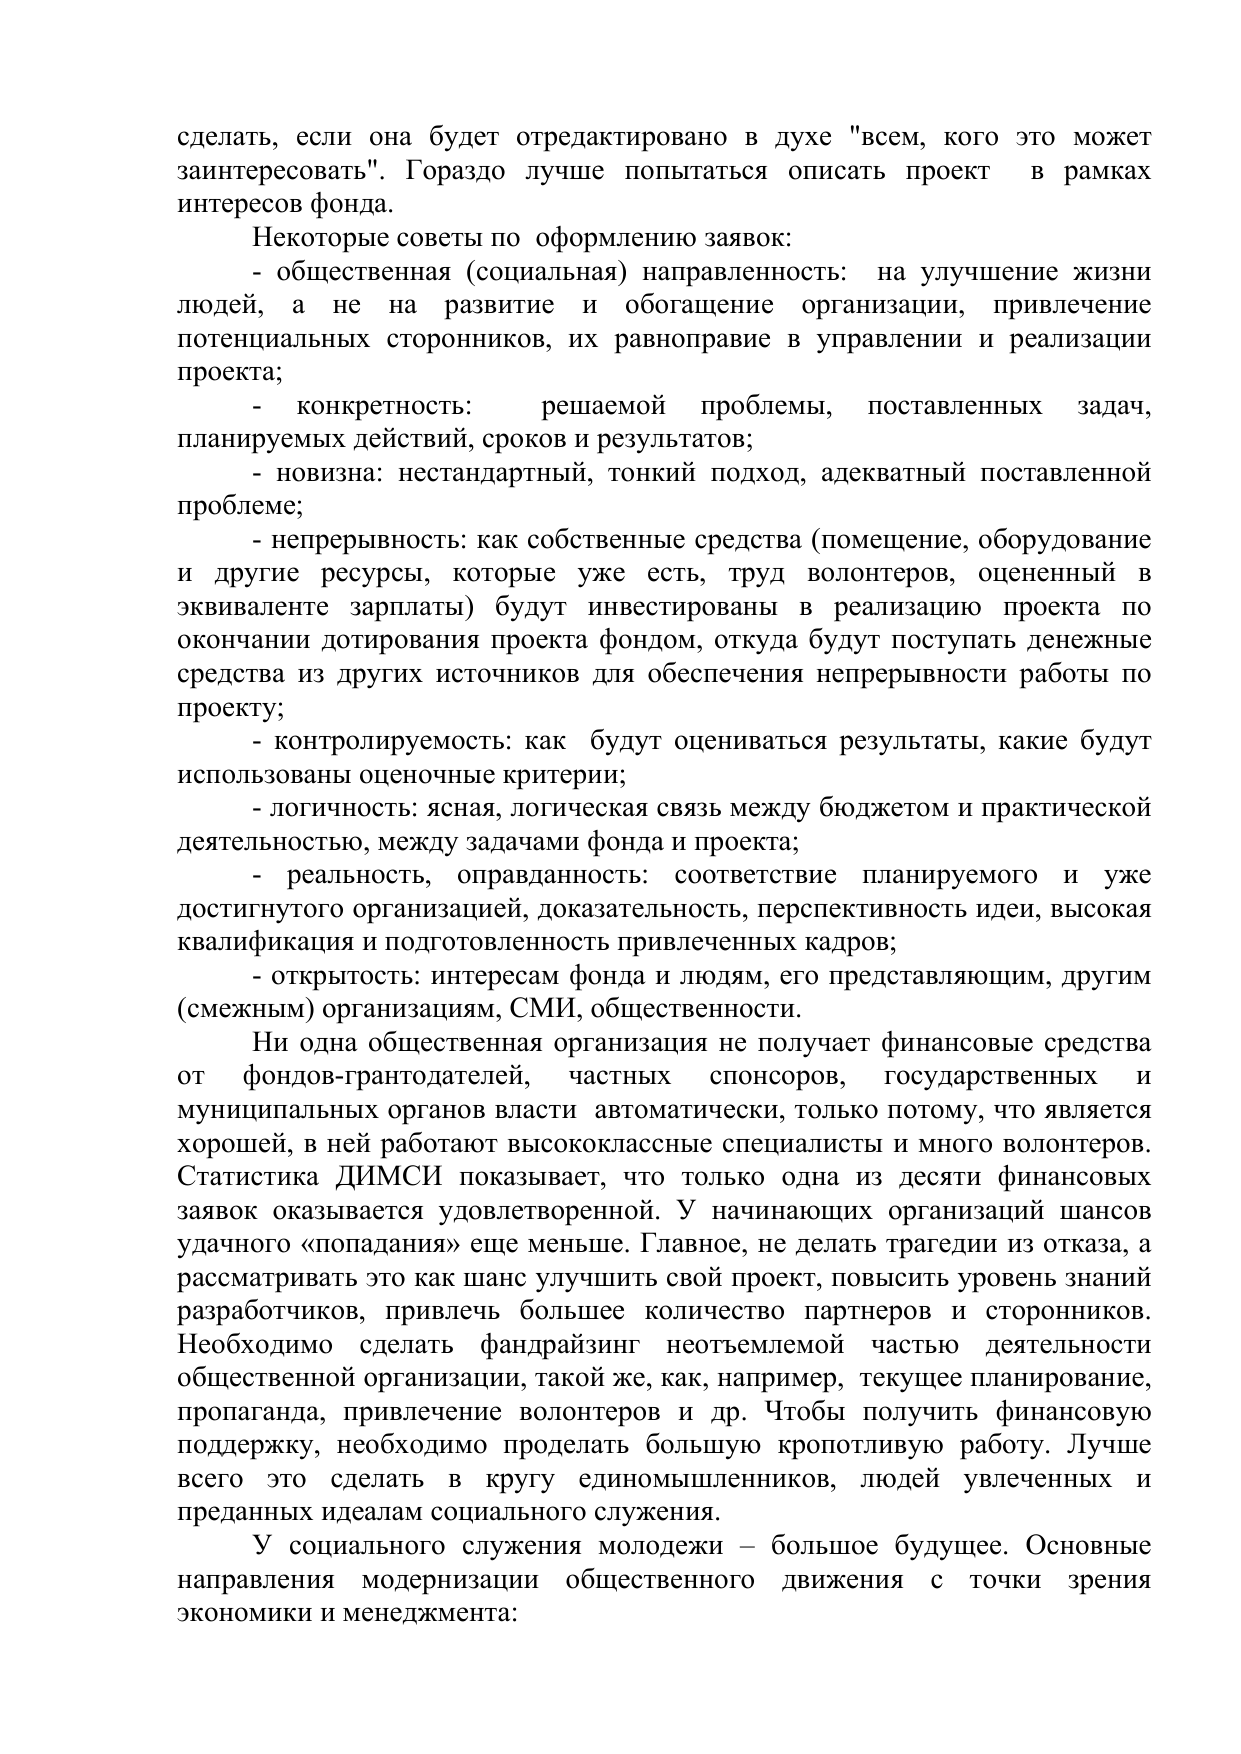 сделать, если она будет отредактировано в духе "всем, кого это может
заинтересовать". Гораздо лучше попытаться описать проект в рамках
интересов фонда.
Некоторые советы по оформлению заявок:
- общественная (социальная) направленность: на улучшение жизни
людей, а не на развитие и обогащение организации, привлечение
потенциальных сторонников, их равноправие в управлении и реализации
проекта;
- конкретность: решаемой проблемы, поставленных задач,
планируемых действий, сроков и результатов;
- новизна: нестандартный, тонкий подход, адекватный поставленной
проблеме;
- непрерывность: как собственные средства (помещение, оборудование
и другие ресурсы, которые уже есть, труд волонтеров, оцененный в
эквиваленте зарплаты) будут инвестированы в реализацию проекта по
окончании дотирования проекта фондом, откуда будут поступать денежные
средства из других источников для обеспечения непрерывности работы по
проекту;
- контролируемость: как будут оцениваться результаты, какие будут
использованы оценочные критерии;
- логичность: ясная, логическая связь между бюджетом и практической
деятельностью, между задачами фонда и проекта;
- реальность, оправданность: соответствие планируемого и уже
достигнутого организацией, доказательность, перспективность идеи, высокая
квалификация и подготовленность привлеченных кадров;
- открытость: интересам фонда и людям, его представляющим, другим
(смежным) организациям, СМИ, общественности.
Ни одна общественная организация не получает финансовые средства
от фондов-грантодателей, частных спонсоров, государственных и
муниципальных органов власти автоматически, только потому, что является
хорошей, в ней работают высококлассные специалисты и много волонтеров.
Статистика ДИМСИ показывает, что только одна из десяти финансовых
заявок оказывается удовлетворенной. У начинающих организаций шансов
удачного «попадания» еще меньше. Главное, не делать трагедии из отказа, а
рассматривать это как шанс улучшить свой проект, повысить уровень знаний
разработчиков, привлечь большее количество партнеров и сторонников.
Необходимо сделать фандрайзинг неотъемлемой частью деятельности
общественной организации, такой же, как, например, текущее планирование,
пропаганда, привлечение волонтеров и др. Чтобы получить финансовую
поддержку, необходимо проделать большую кропотливую работу. Лучше
всего это сделать в кругу единомышленников, людей увлеченных и
преданных идеалам социального служения.
У социального служения молодежи – большое будущее. Основные
направления модернизации общественного движения с точки зрения
экономики и менеджмента: